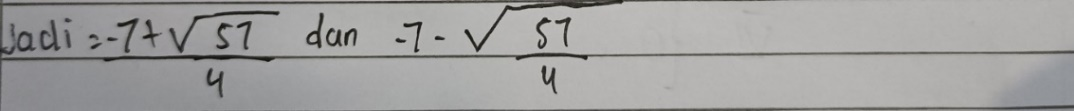 Jadi = -7+√57/4 dan -7-√57/4